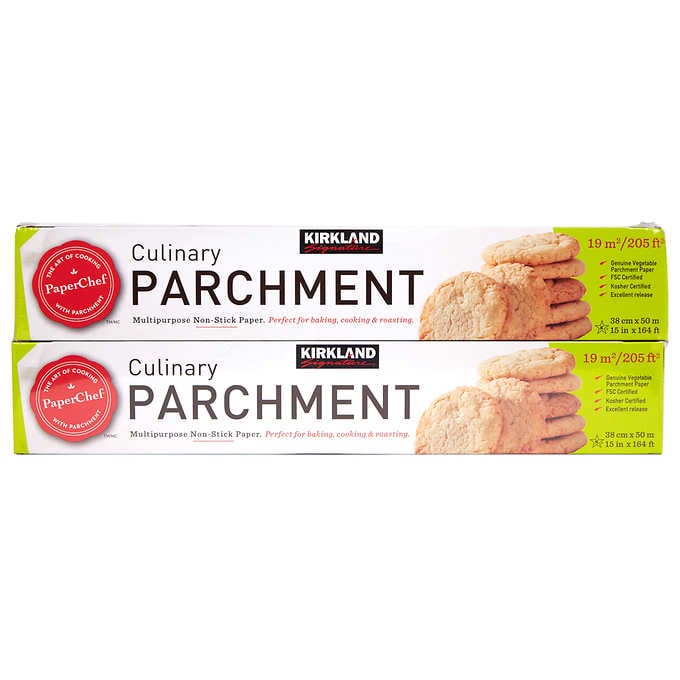 KIRKLAND
Signature
Culinary
PARCHMENT
Multipurpose Non-Stick Paper. Perfect for baking, cooking & roasting.
THE ART OF COOKING
PaperChef
WITH PARCHMENT
TM/MC
19 m²/205 ft²
Genuine Vegetable
Parchment Paper
FSC Certified
Kosher Certified
Excellent release
38 cm x 50 m
15 in x 164 ft
KIRKLAND
Signature
Culinary
PARCHMENT
Multipurpose Non-Stick Paper. Perfect for baking, cooking & roasting.
THE ART OF COOKING
PaperChef
WITH PARCHMENT
TM/MC
19 m²/205 ft²
Genuine Vegetable
Parchment Paper
FSC Certified
Kosher Certified
Excellent release
38 cm x 50 m
15 in x 164 ft